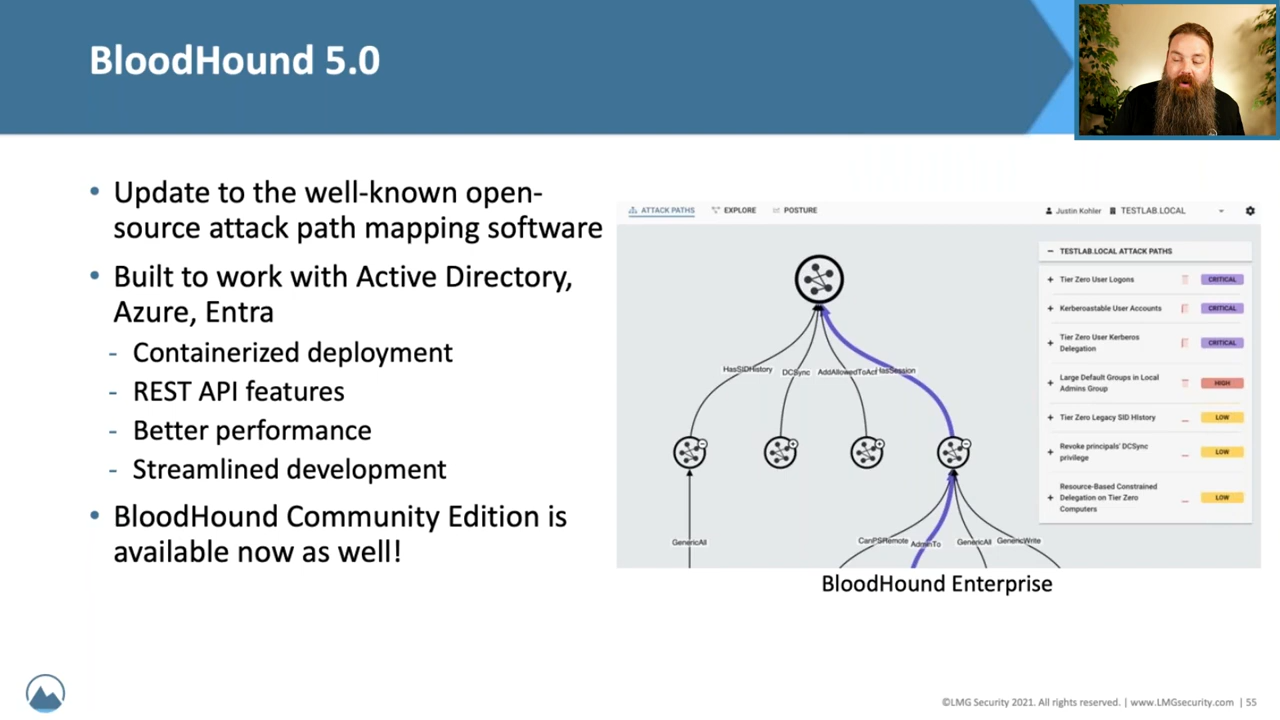 BloodHound 5.0
• Update to the well-known open-
source attack path mapping software
• Built to work with Active Directory,
Azure, Entra
- Containerized deployment
- REST API features
- Better performance
- Streamlined development
• BloodHound Community Edition is
available now as well!
ATTACK PATHS EXPLORE POSTURE
Justin Kohler TESTLAB.LOCAL
TESTLAB.LOCAL ATTACK PATHS
+ Tier Zero User Logons CRITICAL
+ Kerberoastable User Accounts CRITICAL
+ Tier Zero User Kerberos
Delegation CRITICAL
+ Large Default Groups in Local
Admins Group HIGH
+ Tier Zero Legacy SID History LOW
+ Revoke principals' DCSync
privilege LOW
+ Resource-Based Constrained
Delegation on Tier Zero
Computers LOW
HasSIDHistory DCSync AddAllowedToAct HasSession
GenericAll CanPSRemote AdminTo GenericAll GenericWrite
BloodHound Enterprise
©LMG Security 2021. All rights reserved. | www.LMGsecurity.com | 55